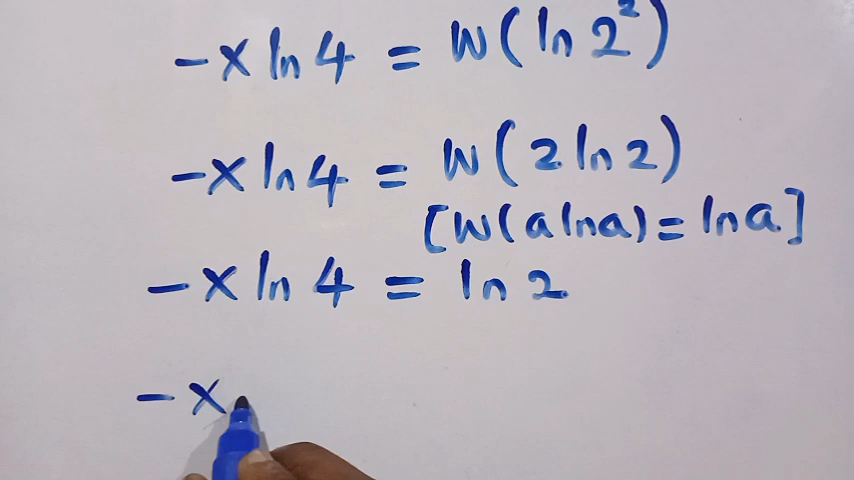 -x ln 4 = W(ln 2²)
-x ln 4 = W(2 ln 2)
[W(a ln a) = ln a]
-x ln 4 = ln 2
-x